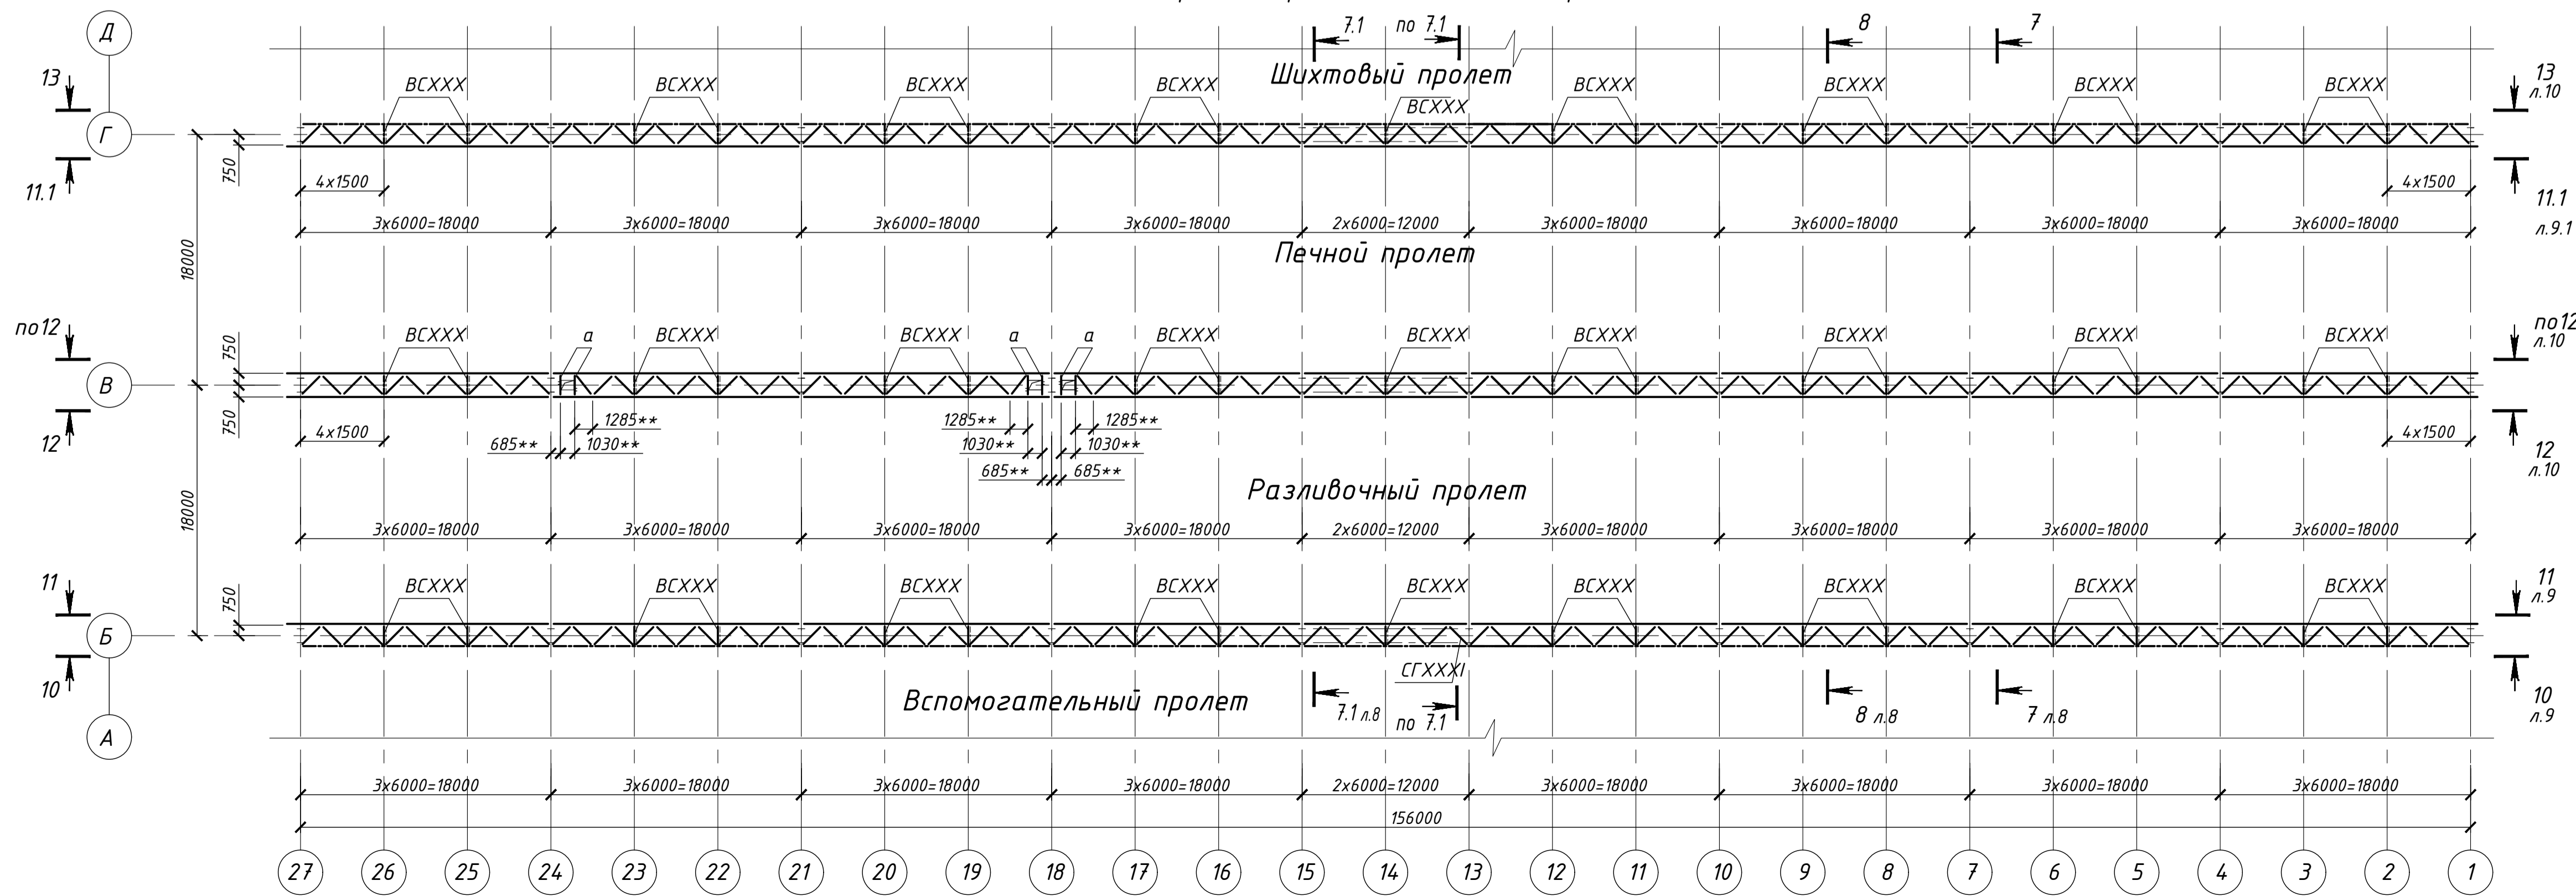 Д
7.1
по 7.1
8
7
Шихтовый пролет
13
ВСХХХ
ВСХХХ
ВСХХХ
ВСХХХ
ВСХХХ
ВСХХХ
ВСХХХ
ВСХХХ
ВСХХХ
13
л.10
Г
750
11.1
4х1500
4х1500
11.1
л.9.1
3х6000=18000
3х6000=18000
3х6000=18000
3х6000=18000
2х6000=12000
3х6000=18000
3х6000=18000
3х6000=18000
3х6000=18000
18000
Печной пролет
по12
ВСХХХ
а
ВСХХХ
ВСХХХ
а
а
ВСХХХ
ВСХХХ
ВСХХХ
ВСХХХ
ВСХХХ
ВСХХХ
по12
л.10
750
В
750
12
4х1500
1285**
1285**
1285**
4х1500
685**
1030**
1030**
1030**
12
л.10
685**
685**
18000
Разливочный пролет
3х6000=18000
3х6000=18000
3х6000=18000
3х6000=18000
2х6000=12000
3х6000=18000
3х6000=18000
3х6000=18000
3х6000=18000
11
ВСХХХ
ВСХХХ
ВСХХХ
ВСХХХ
ВСХХХ
ВСХХХ
ВСХХХ
ВСХХХ
ВСХХХ
11
л.9
750
Б
10
СГХХХI
10
л.9
Вспомогательный пролет
7.1 л.8
по 7.1
8 л.8
7 л.8
А
3х6000=18000
3х6000=18000
3х6000=18000
3х6000=18000
2х6000=12000
3х6000=18000
3х6000=18000
3х6000=18000
3х6000=18000
156000
27
26
25
24
23
22
21
20
19
18
17
16
15
14
13
12
11
10
9
8
7
6
5
4
3
2
1